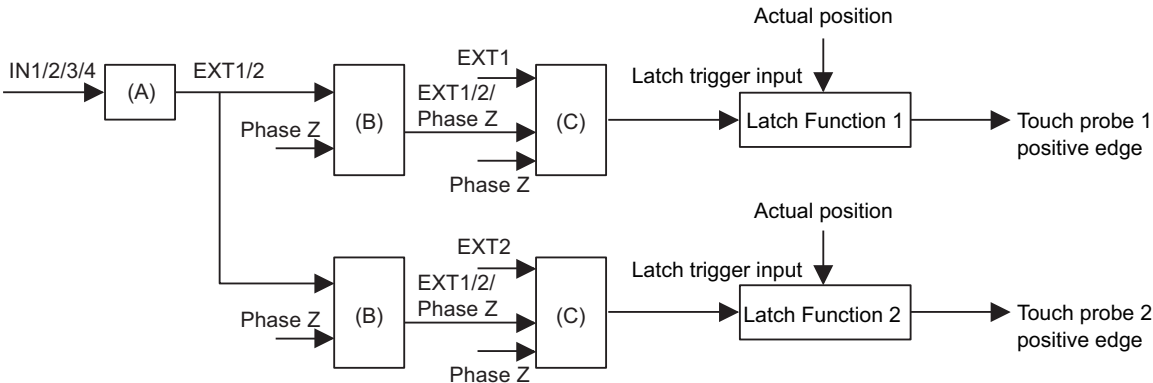 Actual position
IN1/2/3/4
(A)
EXT1/2
Phase Z
(B)
EXT1/2/
Phase Z
EXT1
Phase Z
(C)
Latch trigger input
Latch Function 1
Touch probe 1
positive edge
Actual position
Phase Z
(B)
EXT1/2/
Phase Z
EXT2
Phase Z
(C)
Latch trigger input
Latch Function 2
Touch probe 2
positive edge